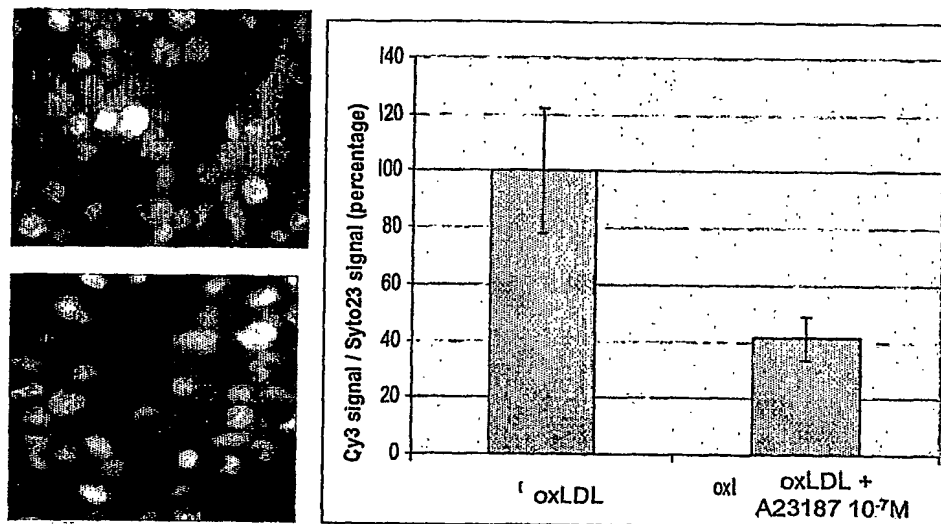 140
120
100
80
60
40
20
0
Cy3 signal / Syto23 signal (percentage)
oxLDL
oxl oxLDL +
A23187 10⁻⁷M